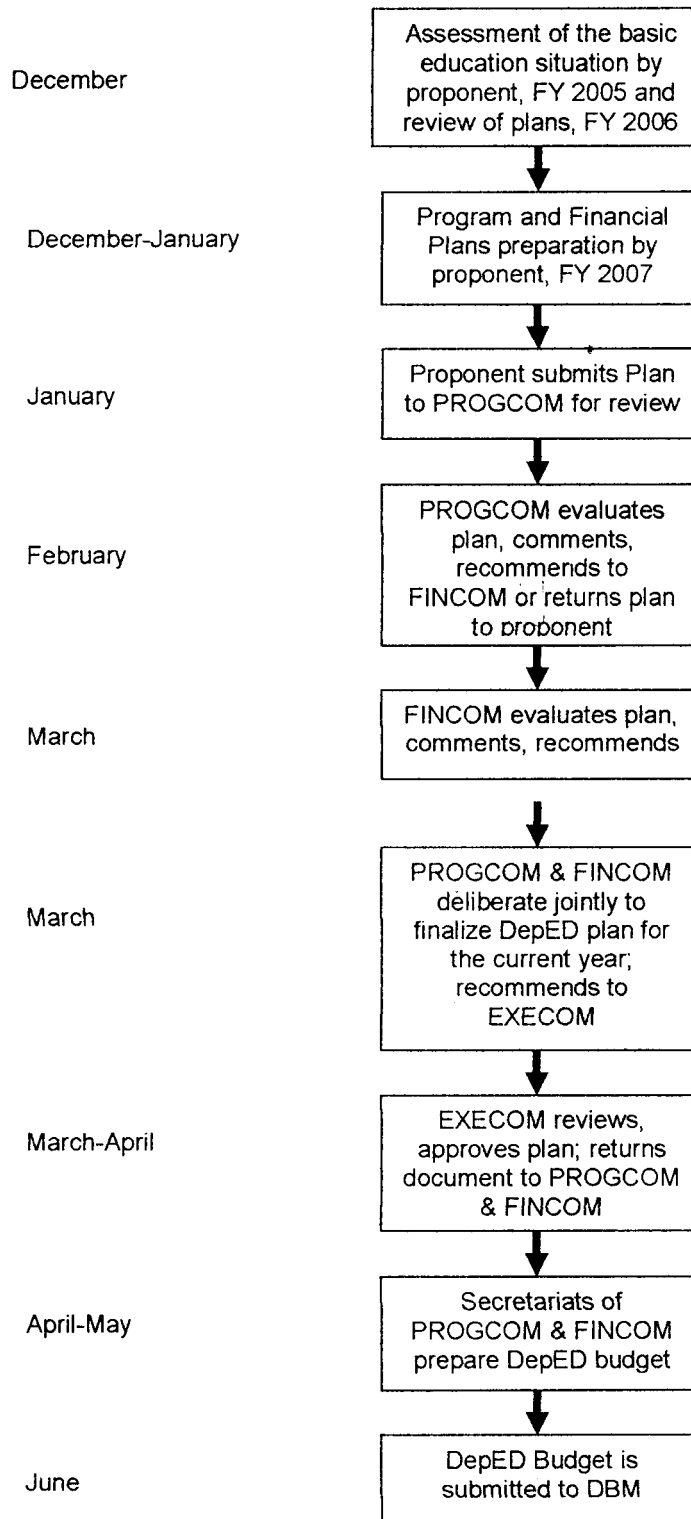 December
Assessment of the basic
education situation by
proponent, FY 2005 and
review of plans, FY 2006
December-January
Program and Financial
Plans preparation by
proponent, FY 2007
January
Proponent submits Plan
to PROGCOM for review
February
PROGCOM evaluates
plan, comments,
recommends to
FINCOM or returns plan
to proponent
March
FINCOM evaluates plan,
comments, recommends
March
PROGCOM & FINCOM
deliberate jointly to
finalize DepED plan for
the current year;
recommends to
EXECOM
March-April
EXECOM reviews,
approves plan; returns
document to PROGCOM
& FINCOM
April-May
Secretariats of
PROGCOM & FINCOM
prepare DepED budget
June
DepED Budget is
submitted to DBM